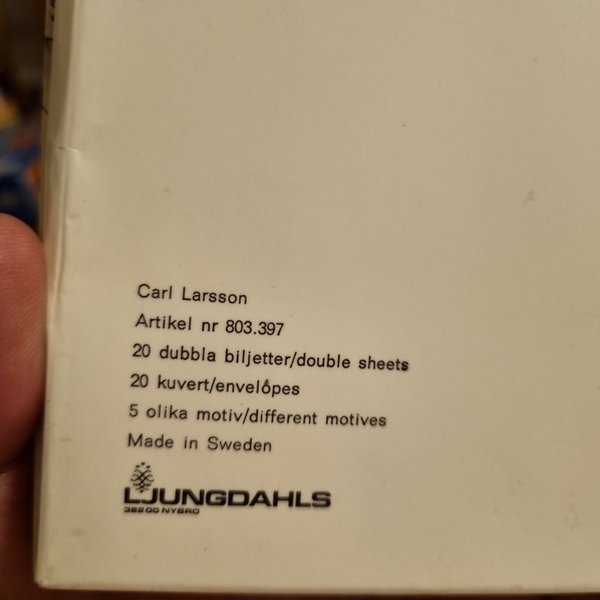 Carl Larsson
Artikel nr 803.397
20 dubbla biljetter/double sheets
20 kuvert/envelópes
5 olika motiv/different motives
Made in Sweden
LJUNGDAHLS
38200 NYBRO